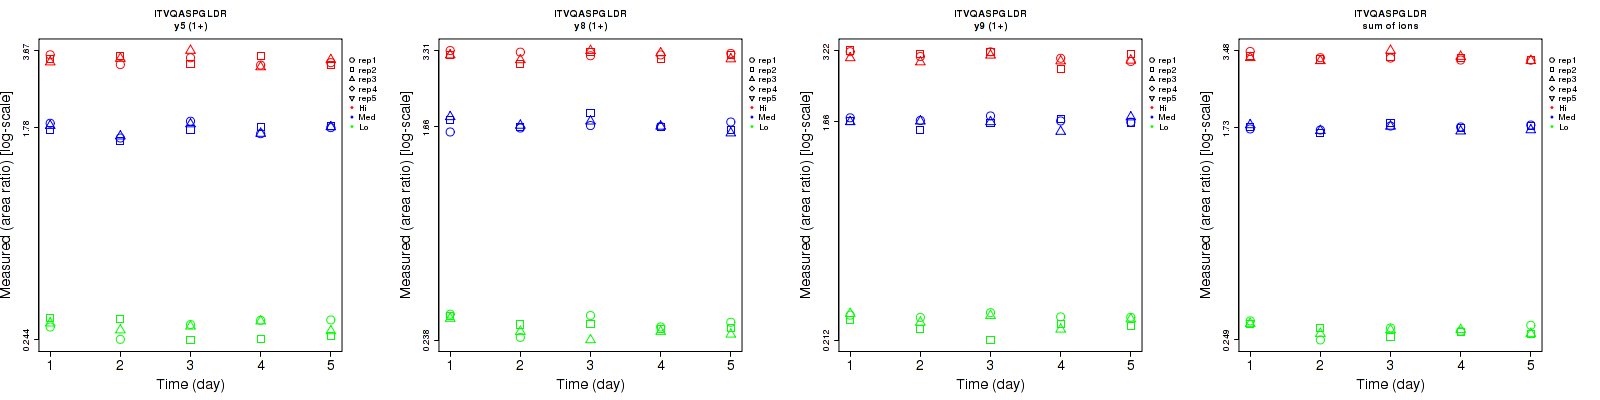 ITVQASPGLDR
y5 (1+)
Measured (area ratio) [log-scale]
3.67
1.78
0.244
1 2 3 4 5
Time (day)
rep1
rep2
rep3
rep4
rep5
Hi
Med
Lo
ITVQASPGLDR
y8 (1+)
Measured (area ratio) [log-scale]
3.31
1.66
0.238
1 2 3 4 5
Time (day)
rep1
rep2
rep3
rep4
rep5
Hi
Med
Lo
ITVQASPGLDR
y9 (1+)
Measured (area ratio) [log-scale]
3.22
1.68
0.212
1 2 3 4 5
Time (day)
rep1
rep2
rep3
rep4
rep5
Hi
Med
Lo
ITVQASPGLDR
sum of ions
Measured (area ratio) [log-scale]
3.48
1.73
0.249
1 2 3 4 5
Time (day)
rep1
rep2
rep3
rep4
rep5
Hi
Med
Lo